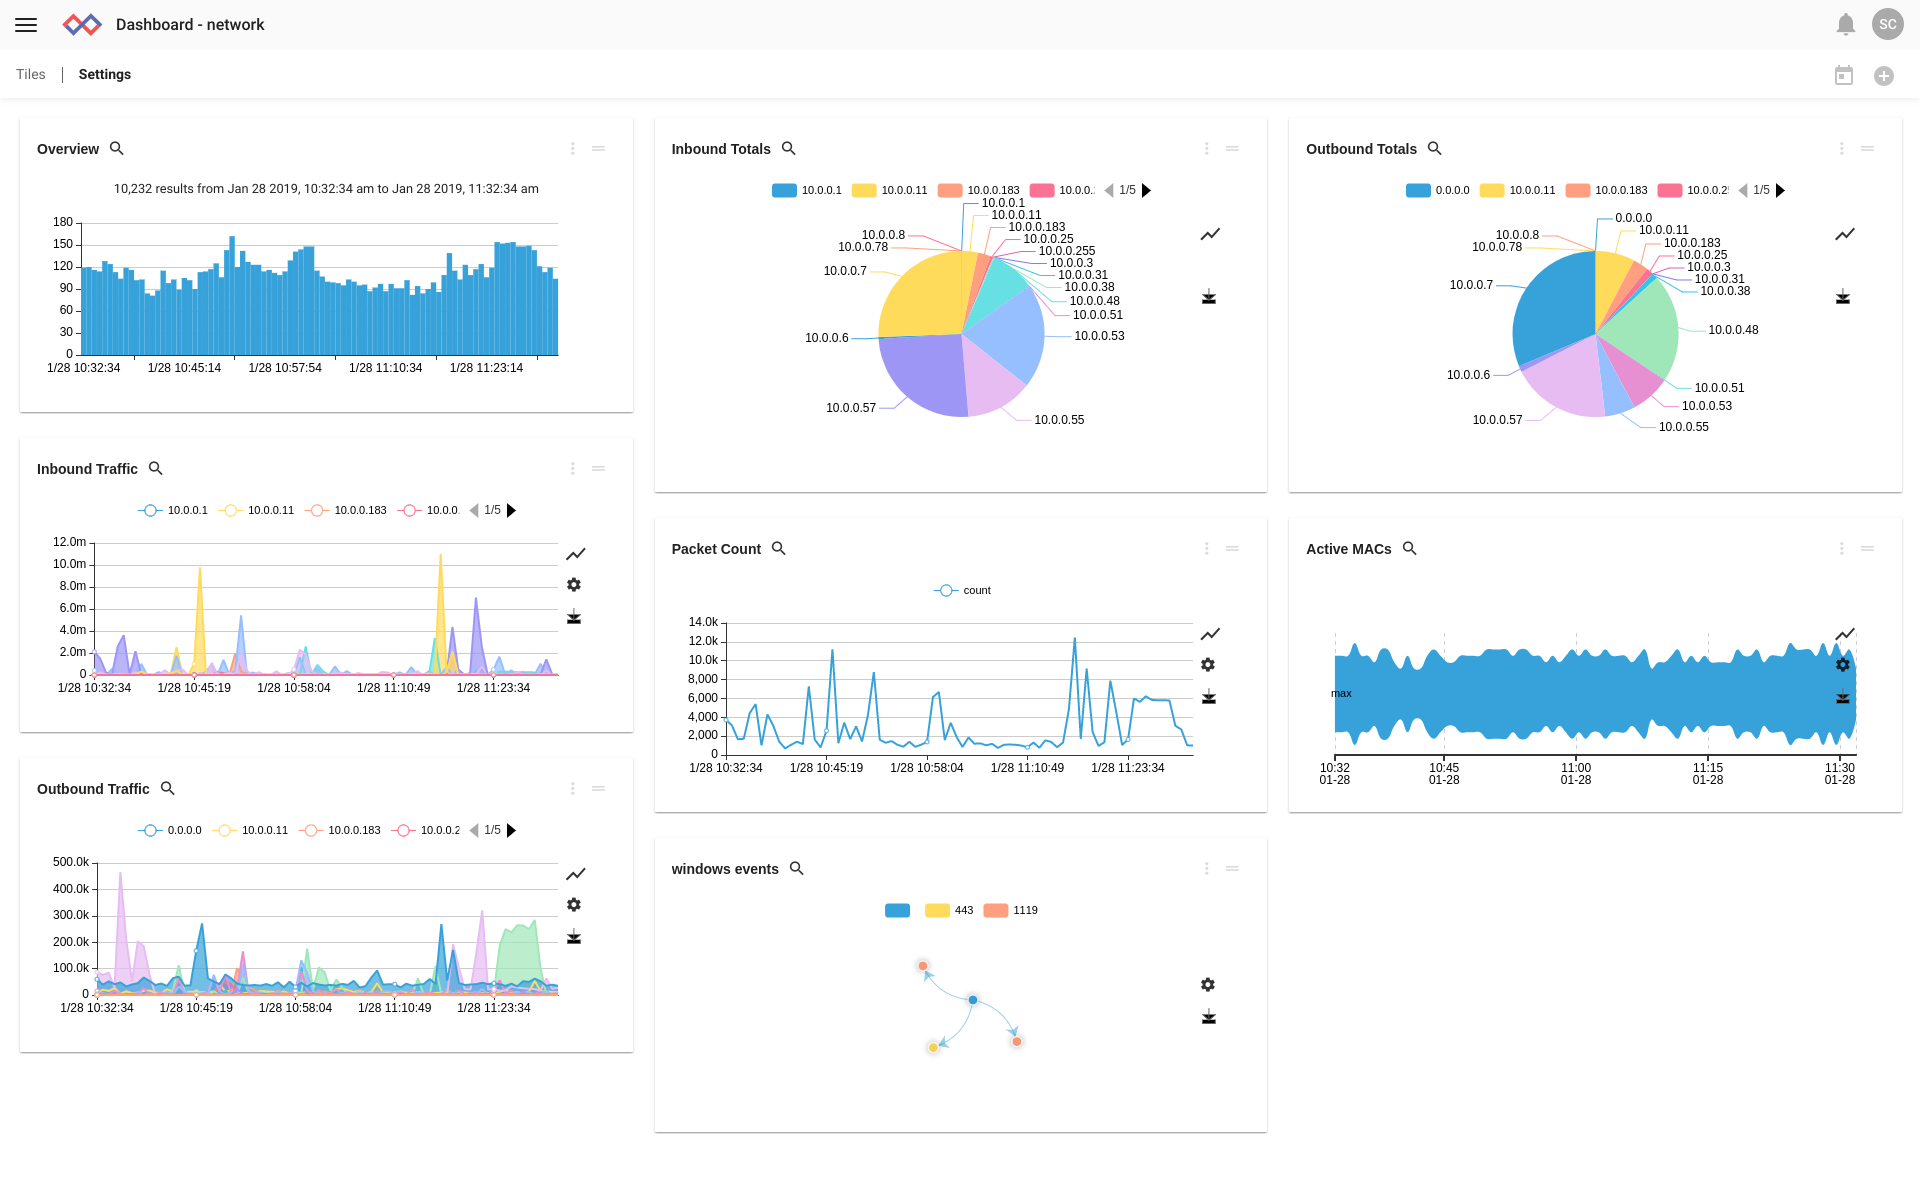 Dashboard - network
SC
Tiles | Settings
Overview
10,232 results from Jan 28 2019, 10:32:34 am to Jan 28 2019, 11:32:34 am
180
150
120
90
60
30
0
1/28 10:32:34 1/28 10:45:14 1/28 10:57:54 1/28 11:10:34 1/28 11:23:14
Inbound Traffic
10.0.0.1 10.0.0.11 10.0.0.183 10.0.0. 1/5
12.0m
10.0m
8.0m
6.0m
4.0m
2.0m
0
1/28 10:32:34 1/28 10:45:19 1/28 10:58:04 1/28 11:10:49 1/28 11:23:34
Outbound Traffic
0.0.0.0 10.0.0.11 10.0.0.183 10.0.0.2 1/5
500.0k
400.0k
300.0k
200.0k
100.0k
0
1/28 10:32:34 1/28 10:45:19 1/28 10:58:04 1/28 11:10:49 1/28 11:23:34
Inbound Totals
10.0.0.1 10.0.0.11 10.0.0.183 10.0.0. 1/5
10.0.0.1
10.0.0.11
10.0.0.183
10.0.0.8
10.0.0.25
10.0.0.78
10.0.0.255
10.0.0.3
10.0.0.7
10.0.0.31
10.0.0.38
10.0.0.48
10.0.0.51
10.0.0.53
10.0.0.6
10.0.0.57
10.0.0.55
Packet Count
count
14.0k
12.0k
10.0k
8,000
6,000
4,000
2,000
0
1/28 10:32:34 1/28 10:45:19 1/28 10:58:04 1/28 11:10:49 1/28 11:23:34
windows events
443 1119
Outbound Totals
0.0.0.0 10.0.0.11 10.0.0.183 10.0.0.2 1/5
0.0.0.0
10.0.0.11
10.0.0.8
10.0.0.183
10.0.0.78
10.0.0.25
10.0.0.3
10.0.0.31
10.0.0.7
10.0.0.38
10.0.0.48
10.0.0.6
10.0.0.51
10.0.0.53
10.0.0.57
10.0.0.55
Active MACs
max
10:32 10:45 11:00 11:15 11:30
01-28 01-28 01-28 01-28 01-28